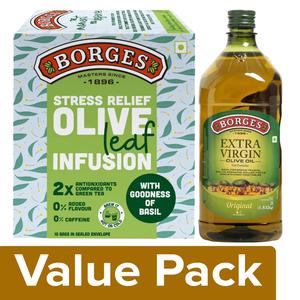 BORGES
MASTERS SINCE
1896
STRESS RELIEF
OLIVE
leaf
INFUSION
2X
ANTIOXIDANTS
COMPARED TO
GREEN TEA
0% ADDED
FLAVOUR
0% CAFFEINE
WITH
GOODNESS
OF
BASIL
BORGES
1896
EXTRA
VIRGIN
OLIVE OIL
Original
Value Pack